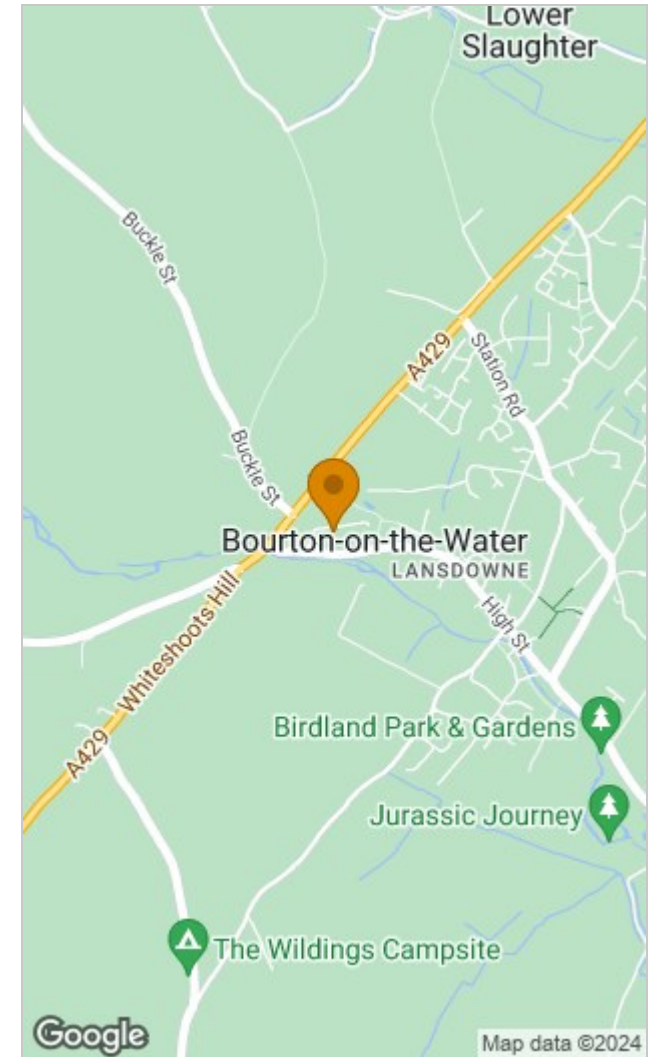 Lower
Slaughter
Buckle St
A429
Station Rd
Buckle St
Bourton-on-the-Water
LANSDOWNE
High St
Whiteshoots Hill
A429
Birdland Park & Gardens
Jurassic Journey
The Wildings Campsite
Google
Map data ©2024